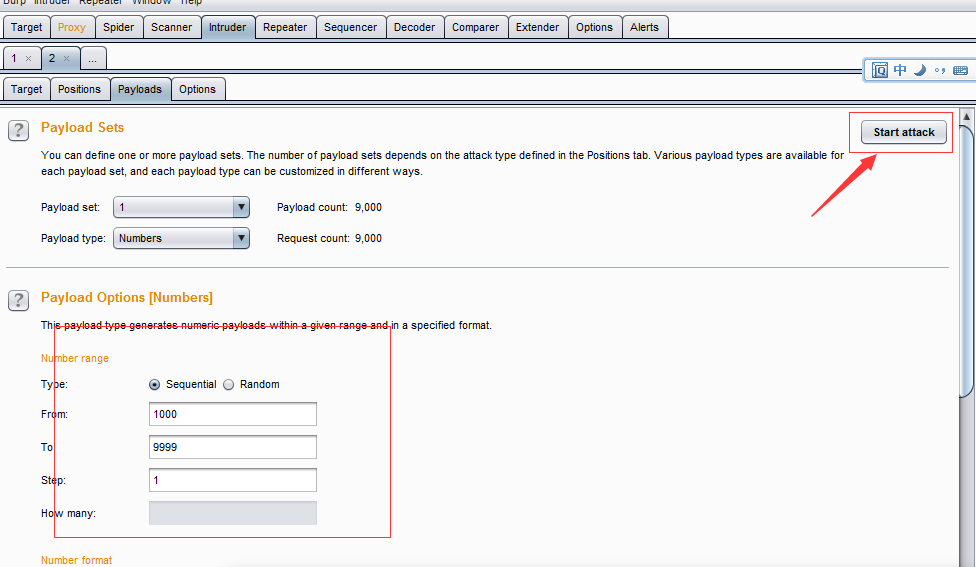 Burp Intruder Repeater Window Help
Target Proxy Spider Scanner Intruder Repeater Sequencer Decoder Comparer Extender Options Alerts
1 × 2 × ...
中
Target Positions Payloads Options
? Payload Sets
Start attack
You can define one or more payload sets. The number of payload sets depends on the attack type defined in the Positions tab. Various payload types are available for
each payload set, and each payload type can be customized in different ways.
Payload set: 1 Payload count: 9,000
Payload type: Numbers Request count: 9,000
? Payload Options [Numbers]
This payload type generates numeric payloads within a given range and in a specified format.
Number range
Type: Sequential Random
From: 1000
To 9999
Step: 1
How many:
Number format